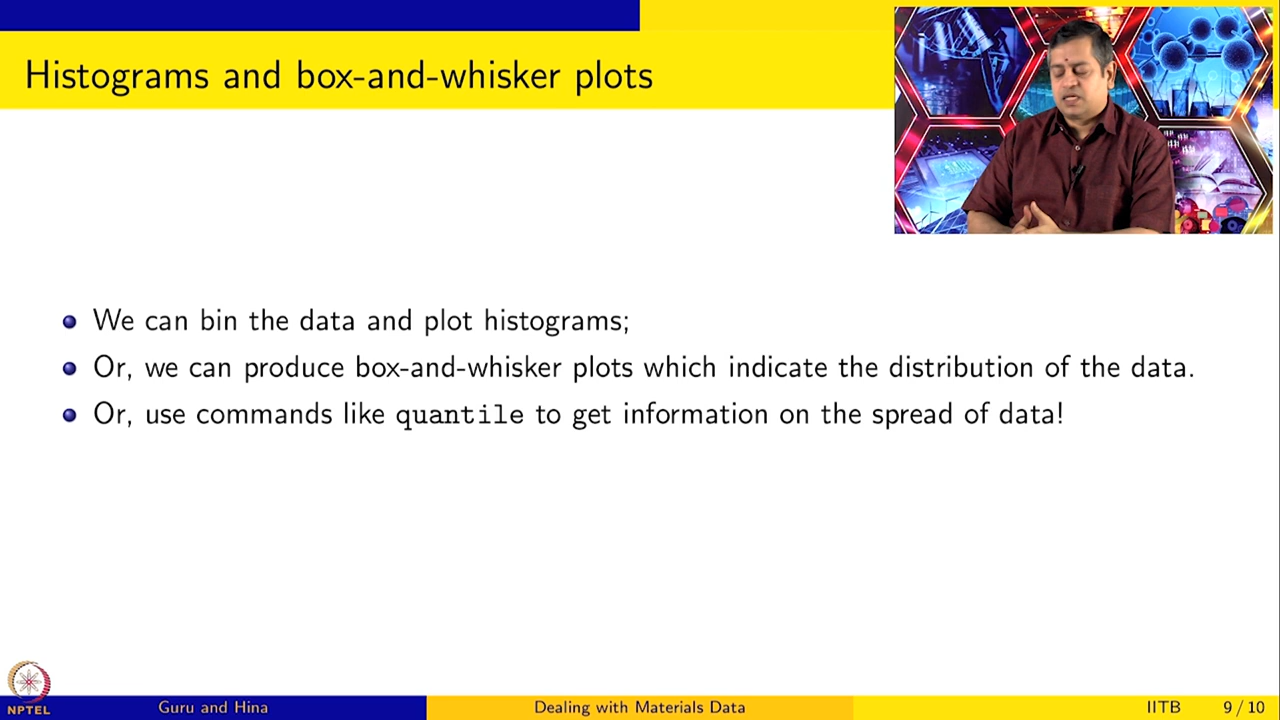 Histograms and box-and-whisker plots
We can bin the data and plot histograms;
Or, we can produce box-and-whisker plots which indicate the distribution of the data.
Or, use commands like quantile to get information on the spread of data!
NPTEL
Guru and Hina
Dealing with Materials Data
IITB
9 / 10